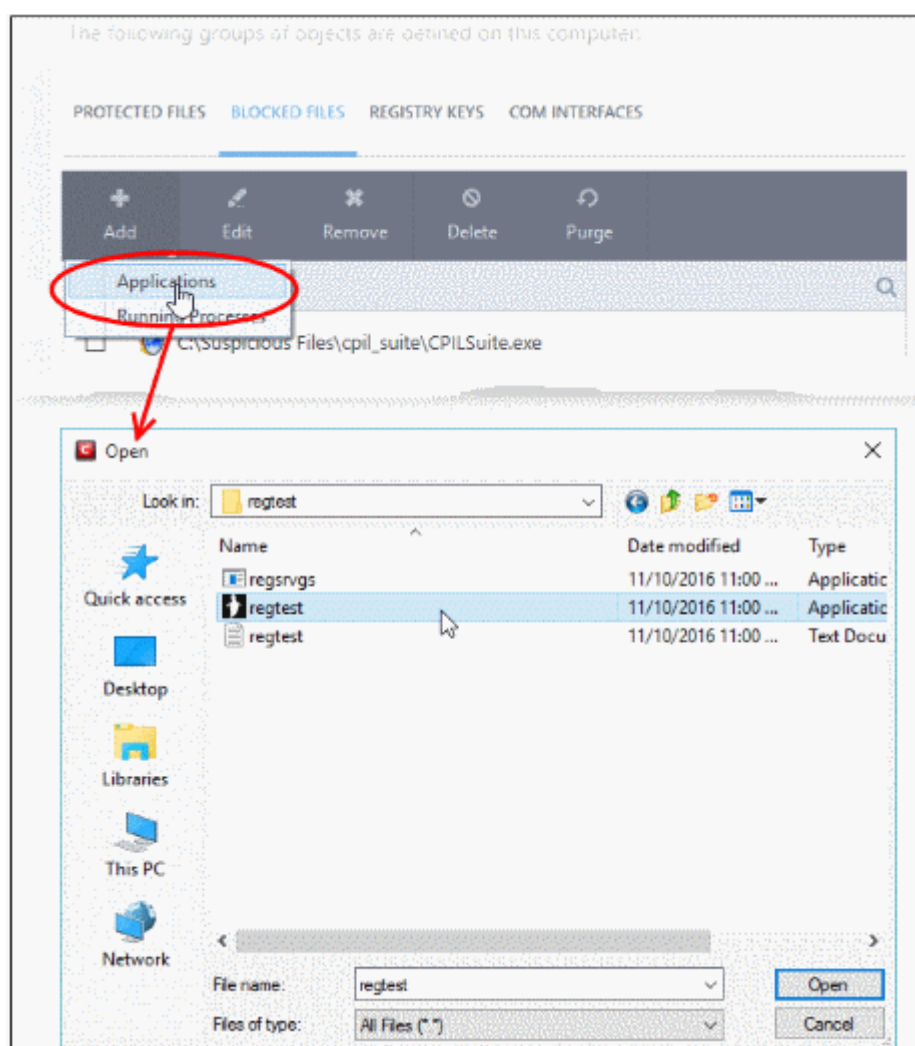 The following groups of objects are defined on this computer:
PROTECTED FILES BLOCKED FILES REGISTRY KEYS COM INTERFACES
Add Edit Remove Delete Purge
Applications
Running Processes
C:\Suspicious Files\cpil_suite\CPILSuite.exe
Open
Look in: regtest
Name Date modified Type
regsrvgs 11/10/2016 11:00 ... Applicatic
regtest 11/10/2016 11:00 ... Applicatic
regtest 11/10/2016 11:00 ... Text Docu
Quick access
Desktop
Libraries
This PC
Network
File name: regtest Open
Files of type: All Files (*.*) Cancel